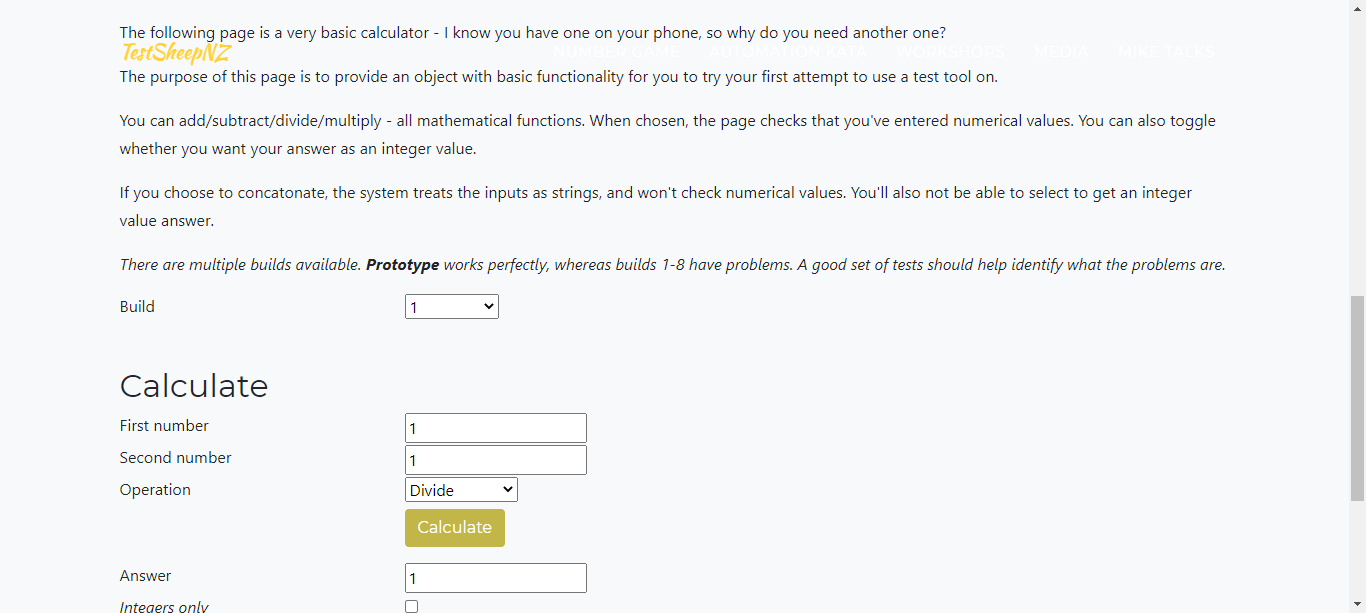 The following page is a very basic calculator - I know you have one on your phone, so why do you need another one?
TestSheepNZ NUMBER GAME AUTOMATION BETA WORKSHOPS MEDIA MIKE TALKS
The purpose of this page is to provide an object with basic functionality for you to try your first attempt to use a test tool on.
You can add/subtract/divide/multiply - all mathematical functions. When chosen, the page checks that you've entered numerical values. You can also toggle
whether you want your answer as an integer value.
If you choose to concatonate, the system treats the inputs as strings, and won't check numerical values. You'll also not be able to select to get an integer
value answer.
There are multiple builds available. Prototype works perfectly, whereas builds 1-8 have problems. A good set of tests should help identify what the problems are.
Build 1
Calculate
First number 1
Second number 1
Operation Divide
Calculate
Answer 1
Integers only